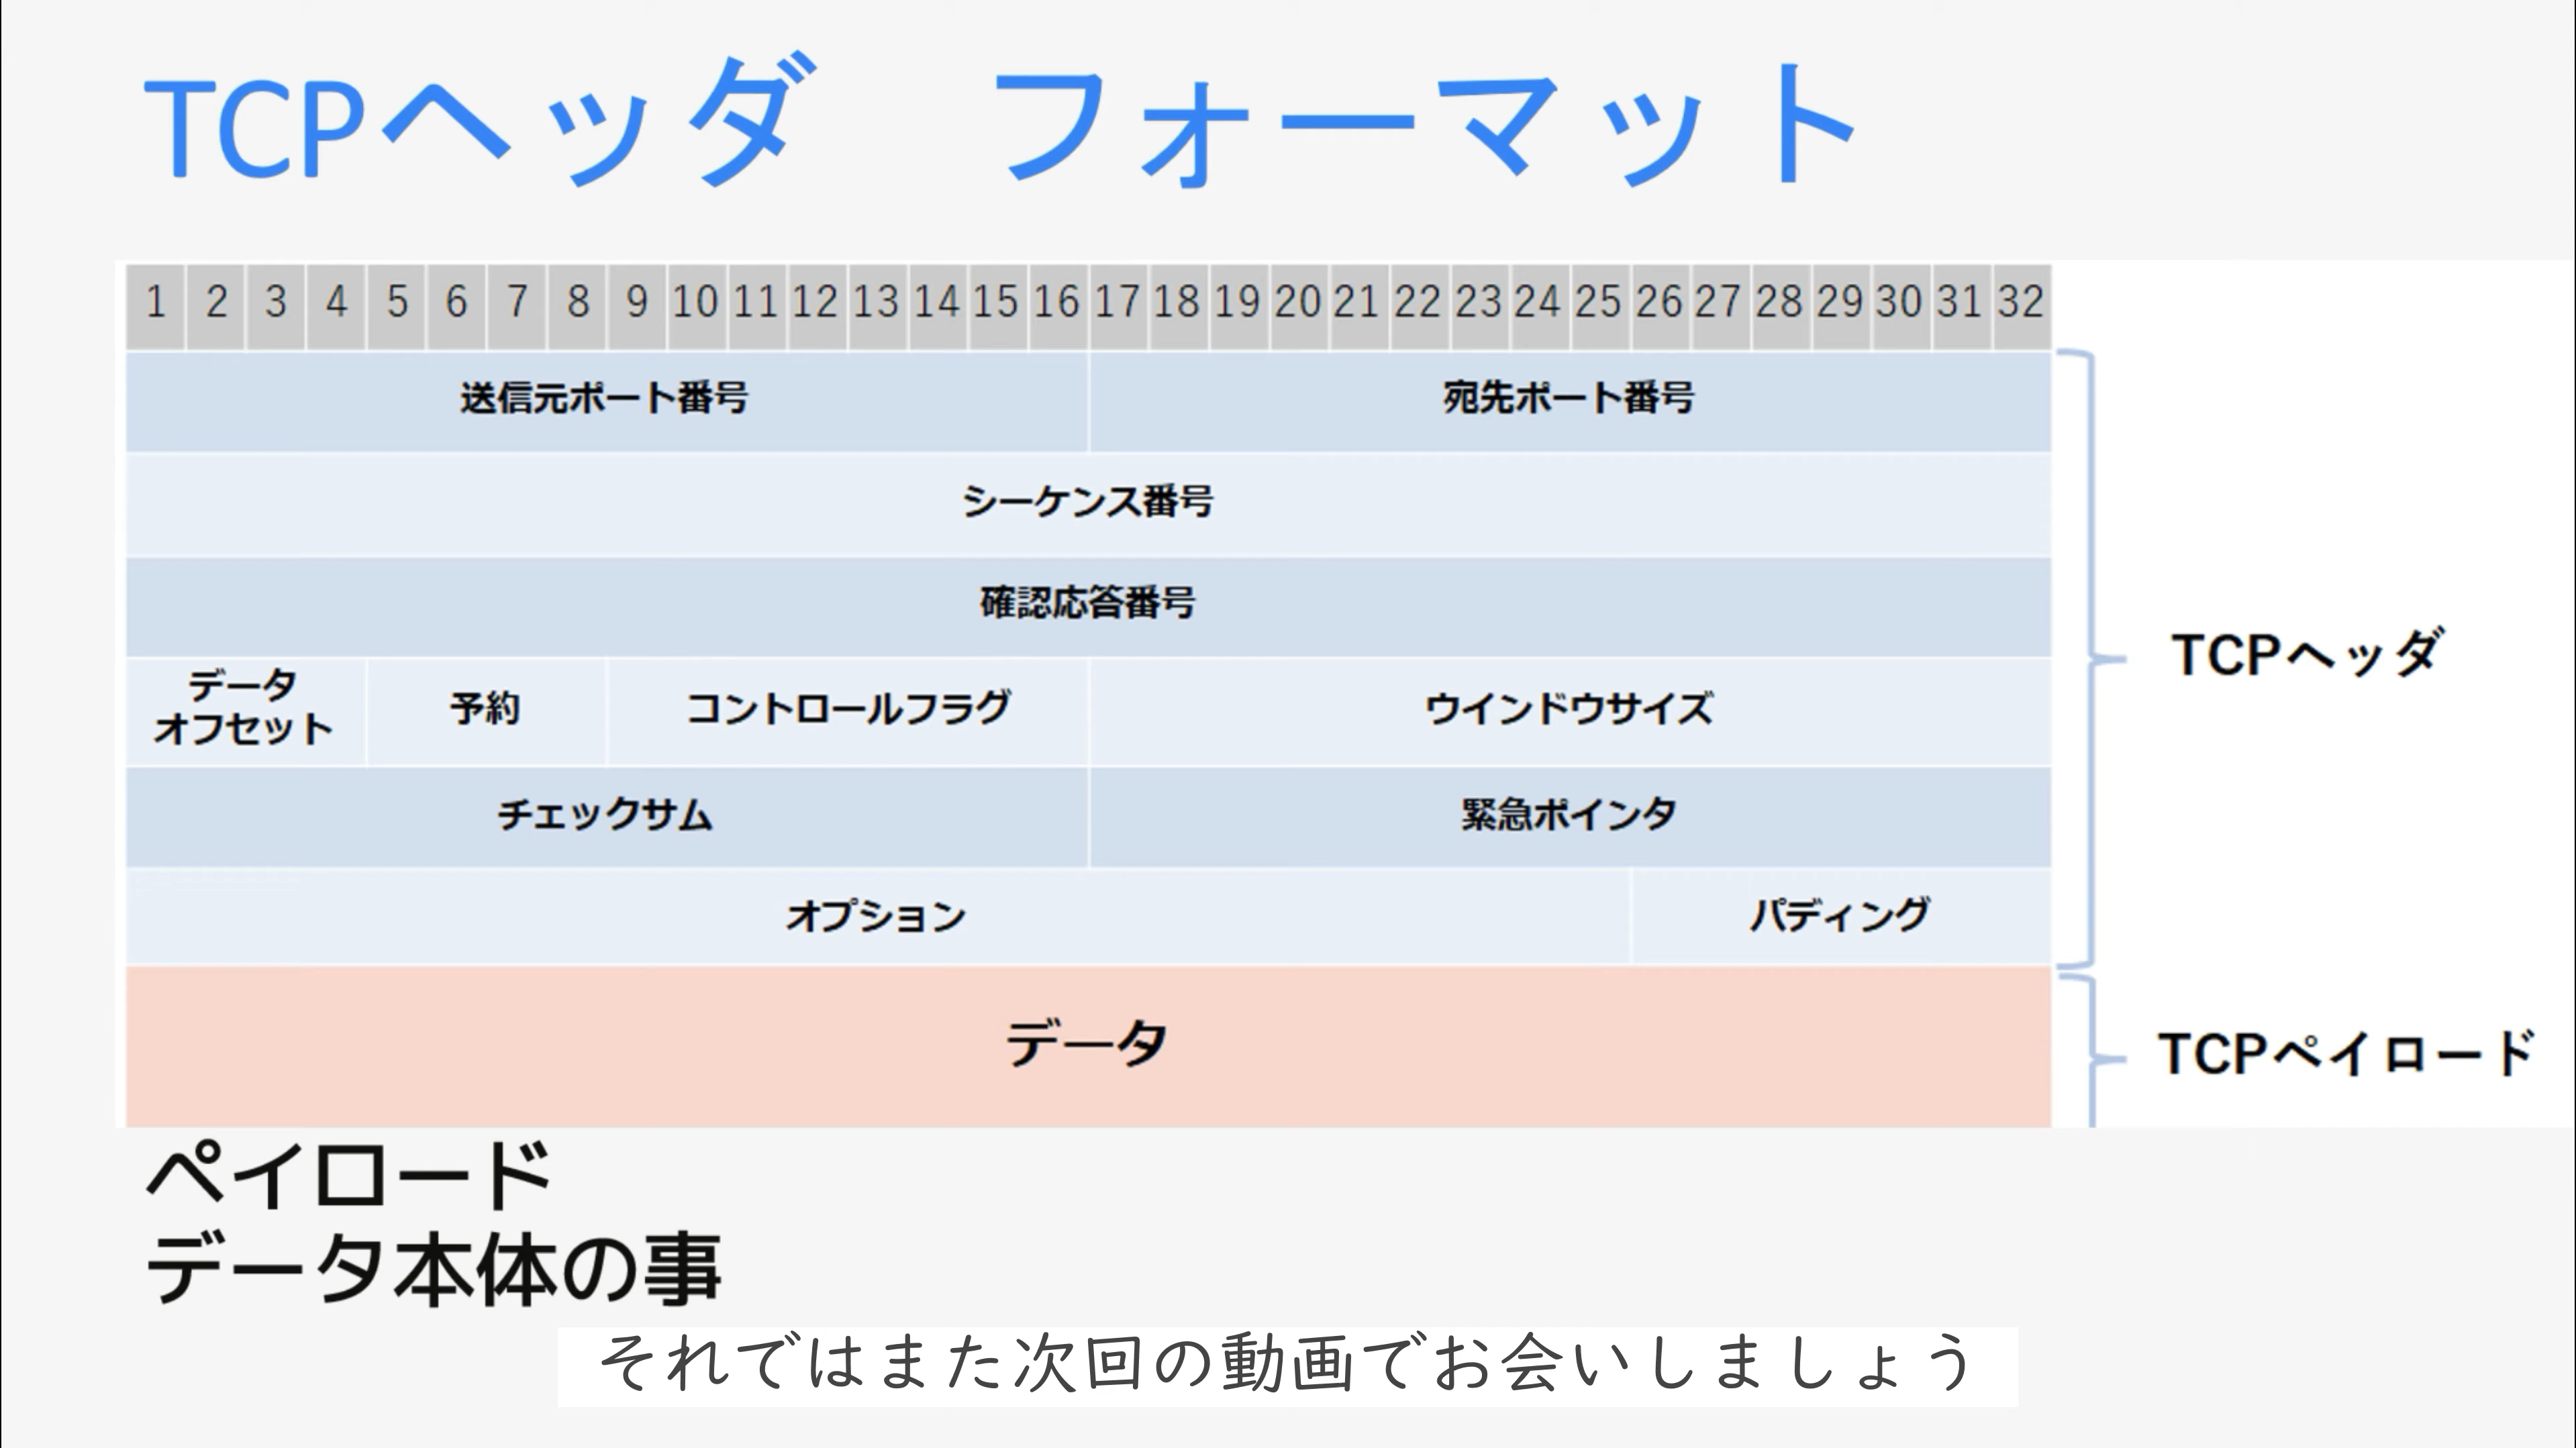 TCPヘッダ　フォーマット
1 2 3 4 5 6 7 8 9 10 11 12 13 14 15 16 17 18 19 20 21 22 23 24 25 26 27 28 29 30 31 32
送信元ポート番号 宛先ポート番号
シーケンス番号
確認応答番号
データ
オフセット
予約 コントロールフラグ ウインドウサイズ
チェックサム 緊急ポインタ
オプション パディング
TCPヘッダ
データ
TCPペイロード
ペイロード
データ本体の事
それではまた次回の動画でお会いしましょう